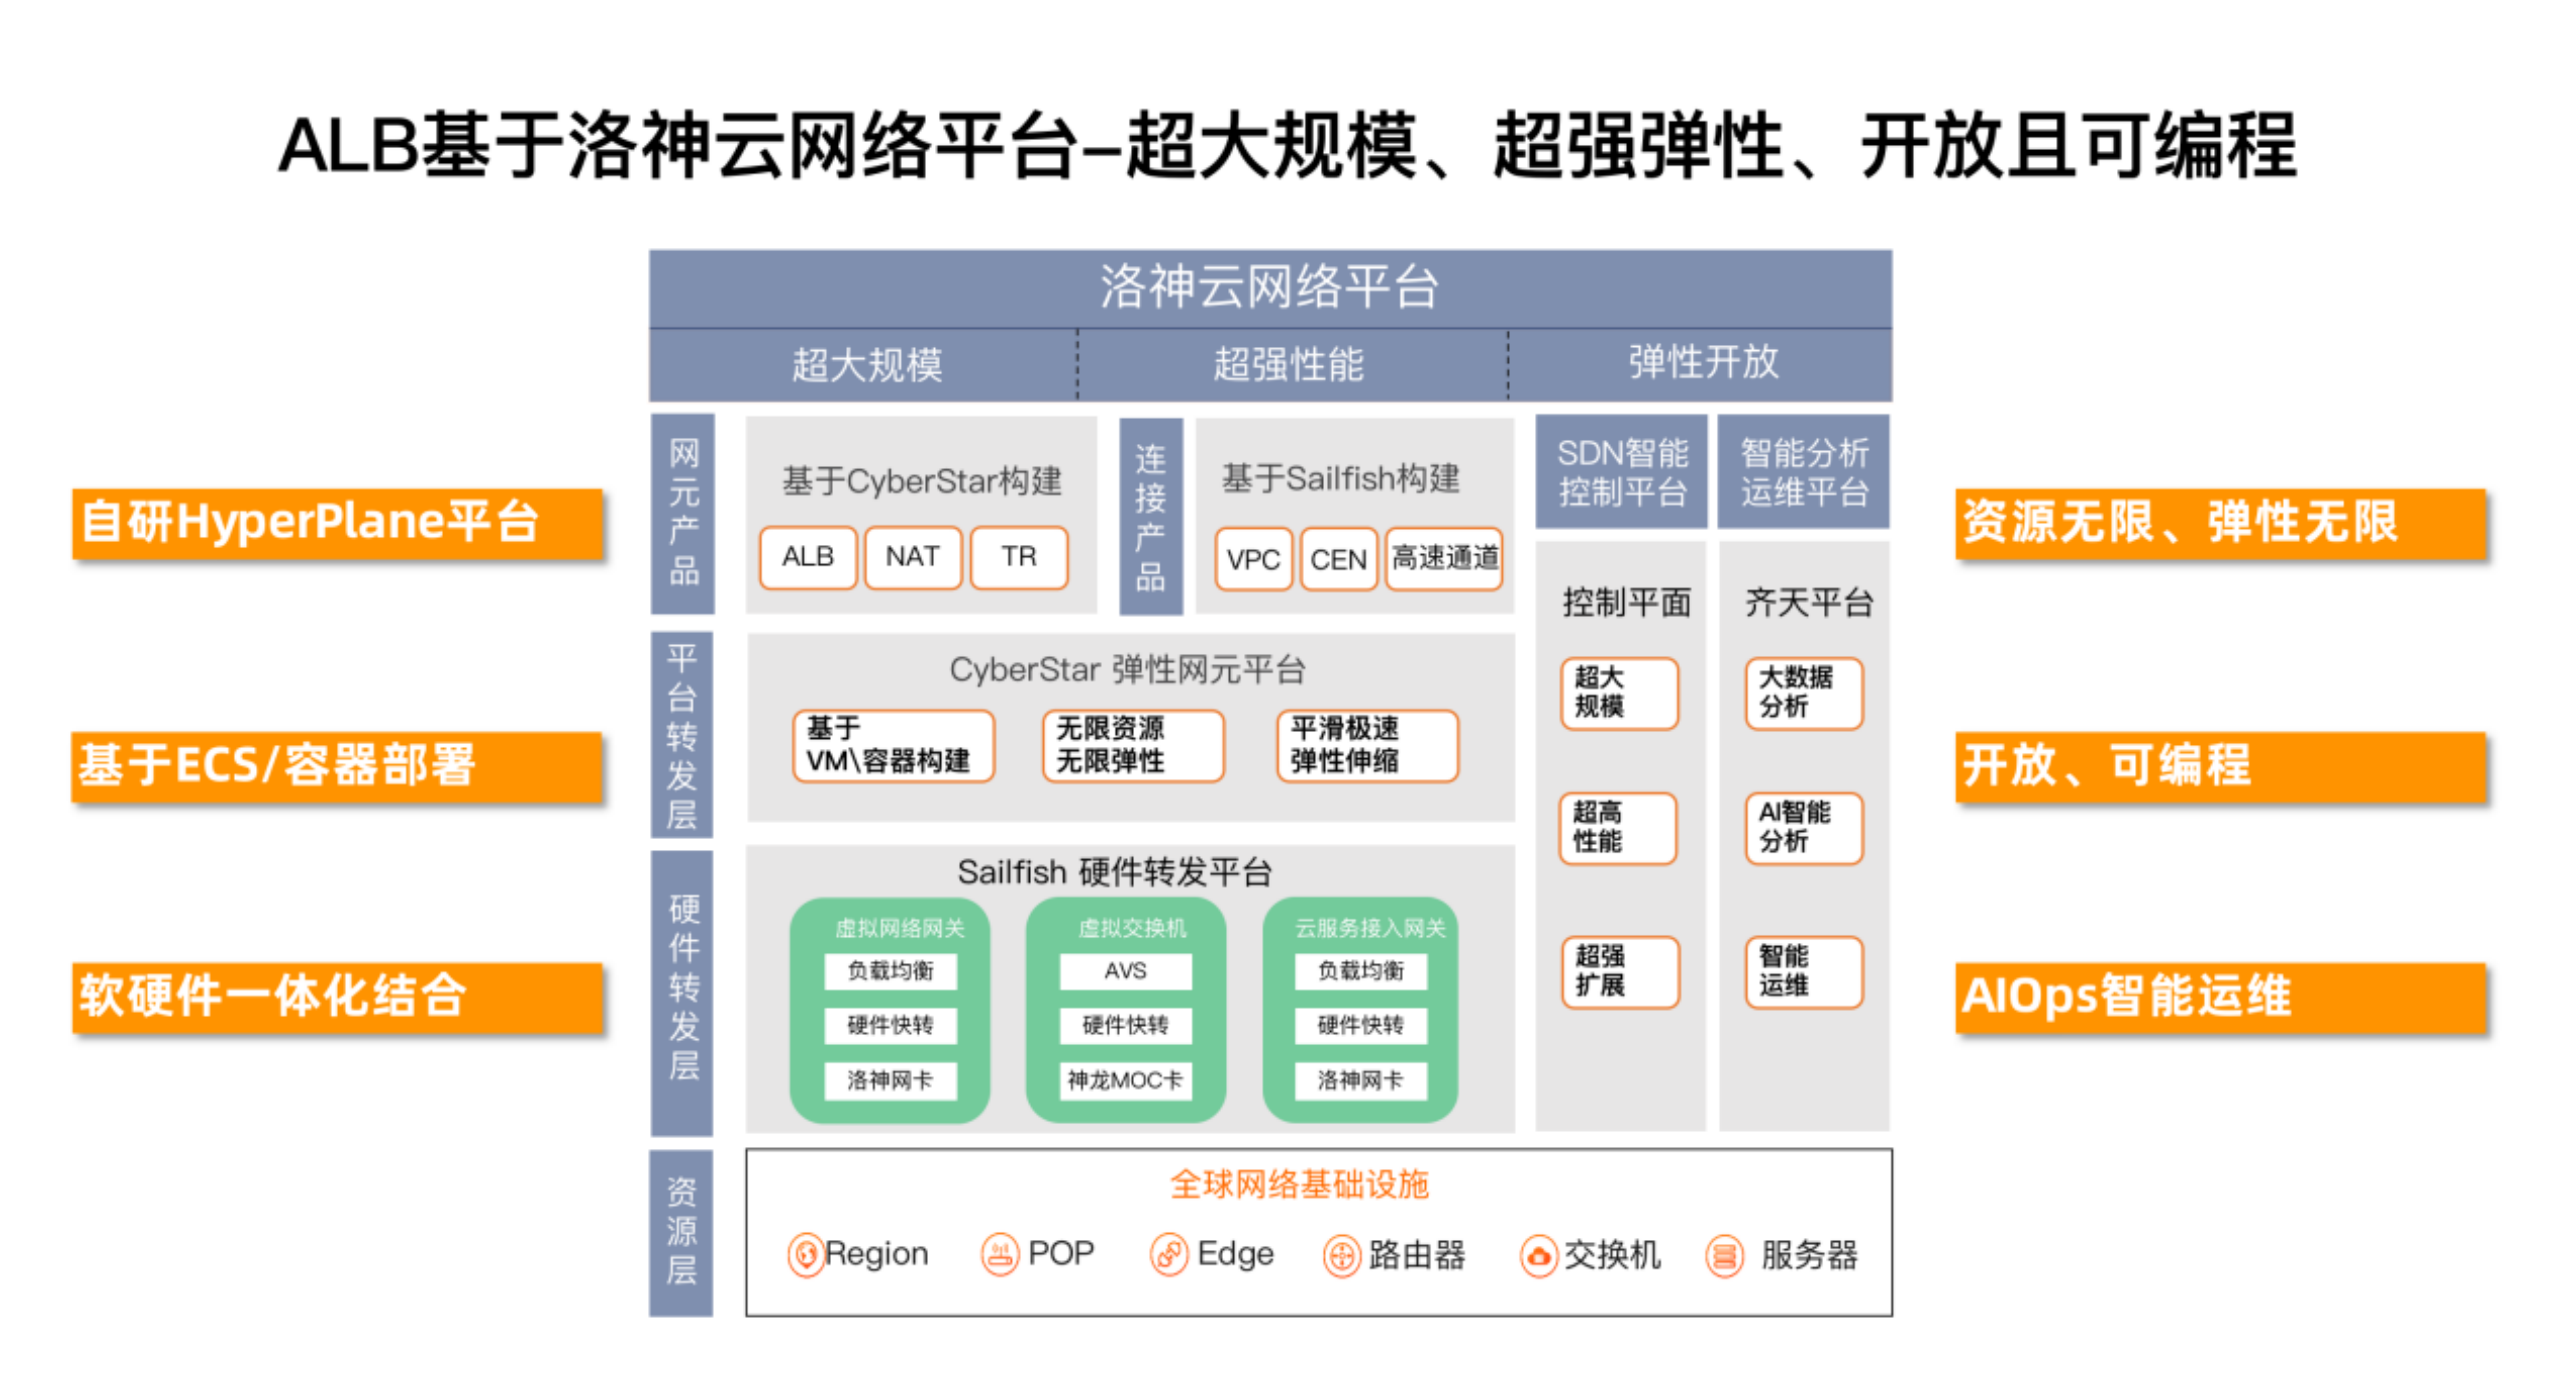 ALB基于洛神云网络平台–超大规模、超强弹性、开放且可编程
洛神云网络平台
超大规模
超强性能
弹性开放
自研HyperPlane平台
基于ECS/容器部署
软硬件一体化结合
网元产品
基于CyberStar构建
ALB
NAT
TR
连接产品
基于Sailfish构建
VPC
CEN
高速通道
平台转发层
CyberStar 弹性网元平台
基于
VM\容器构建
无限资源
无限弹性
平滑极速
弹性伸缩
硬件转发层
Sailfish 硬件转发平台
虚拟网络网关
负载均衡
硬件快转
洛神网卡
虚拟交换机
AVS
硬件快转
神龙MOC卡
云服务接入网关
负载均衡
硬件快转
洛神网卡
SDN智能
控制平台
控制平面
超大
规模
超高
性能
超强
扩展
智能分析
运维平台
齐天平台
大数据
分析
AI智能
分析
智能
运维
资源层
全球网络基础设施
Region
POP
Edge
路由器
交换机
服务器
资源无限、弹性无限
开放、可编程
AIOps智能运维